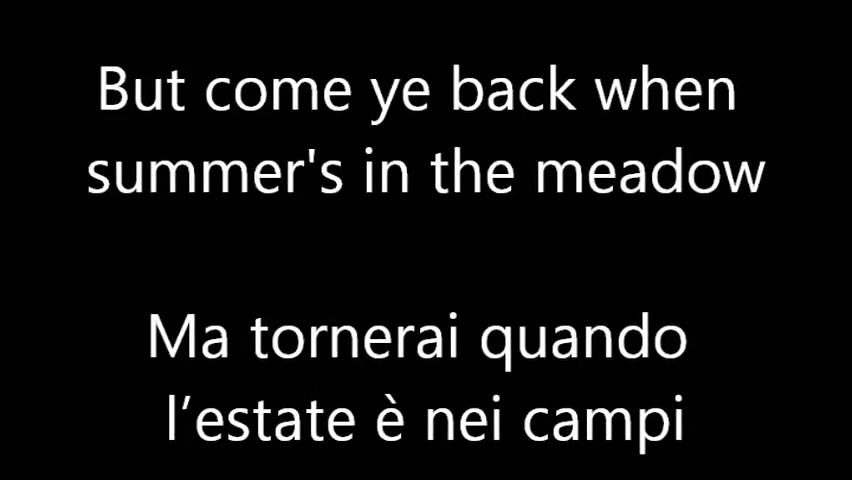 But come ye back when
summer's in the meadow
Ma tornerai quando
l’estate è nei campi